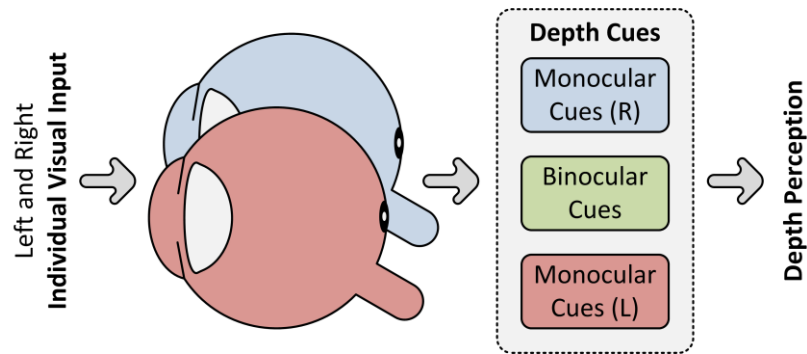 Left and Right
Individual Visual Input
Depth Cues
Monocular
Cues (R)
Binocular
Cues
Monocular
Cues (L)
Depth Perception